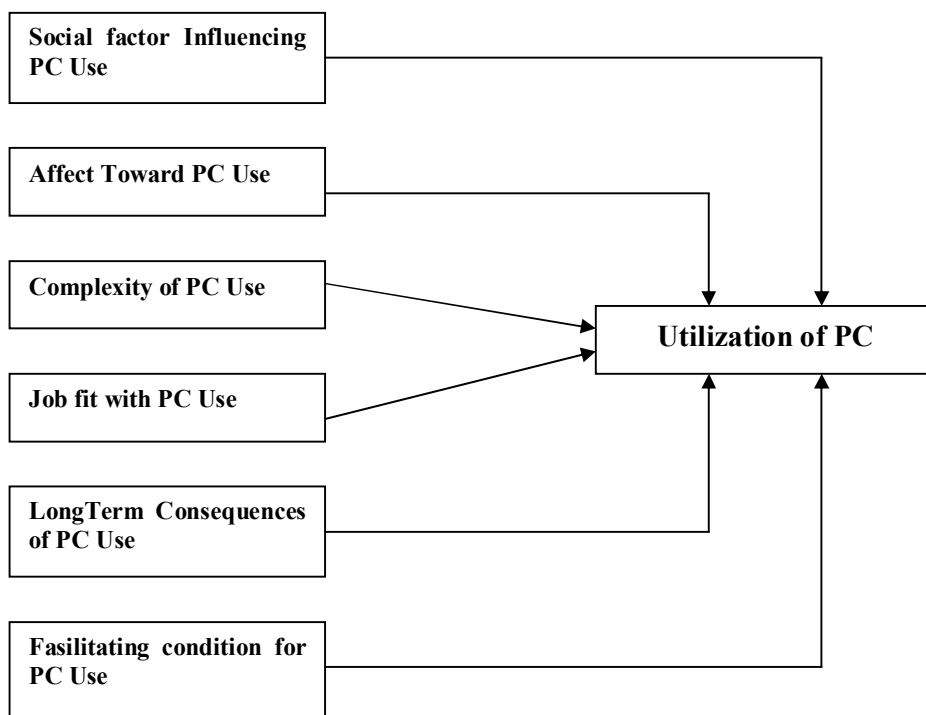 Social factor Influencing
PC Use
Affect Toward PC Use
Complexity of PC Use
Utilization of PC
Job fit with PC Use
LongTerm Consequences
of PC Use
Fasilitating condition for
PC Use